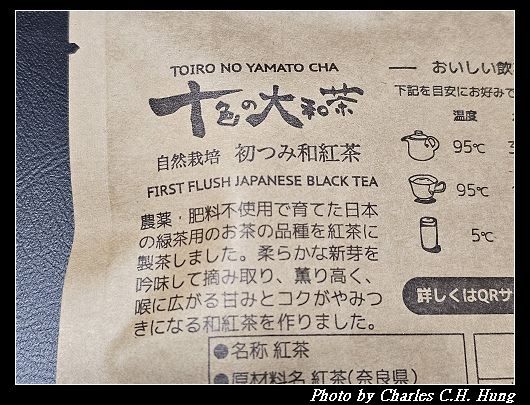 TOIRO NO YAMATO CHA
十色の大和茶
自然栽培 初つみ和紅茶
FIRST FLUSH JAPANESE BLACK TEA
農薬・肥料不使用で育てた日本
の緑茶用のお茶の品種を紅茶に
製茶しました。柔らかな新芽を
吟味して摘み取り、薫り高く、
喉に広がる甘みとコクがやみつ
きになる和紅茶を作りました。
●名称 紅茶
●原材料名 紅茶(奈良県)
おいしい飲
下記を目安にお好みで
温度
95℃
95℃
5℃
詳しくはQRサ
Photo by Charles C.H. Hung